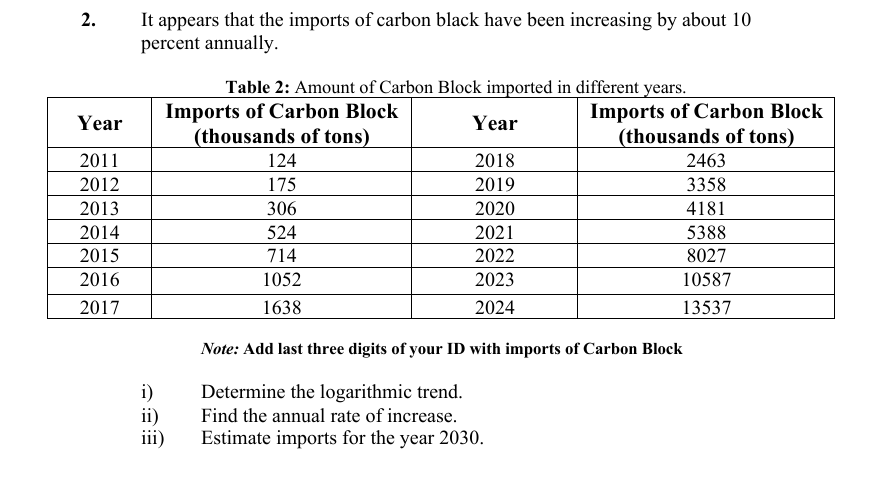 2. It appears that the imports of carbon black have been increasing by about 10
percent annually.
Table 2: Amount of Carbon Block imported in different years.
Year Imports of Carbon Block (thousands of tons) Year Imports of Carbon Block (thousands of tons)
2011 124 2018 2463
2012 175 2019 3358
2013 306 2020 4181
2014 524 2021 5388
2015 714 2022 8027
2016 1052 2023 10587
2017 1638 2024 13537
Note: Add last three digits of your ID with imports of Carbon Block
i) Determine the logarithmic trend.
ii) Find the annual rate of increase.
iii) Estimate imports for the year 2030.